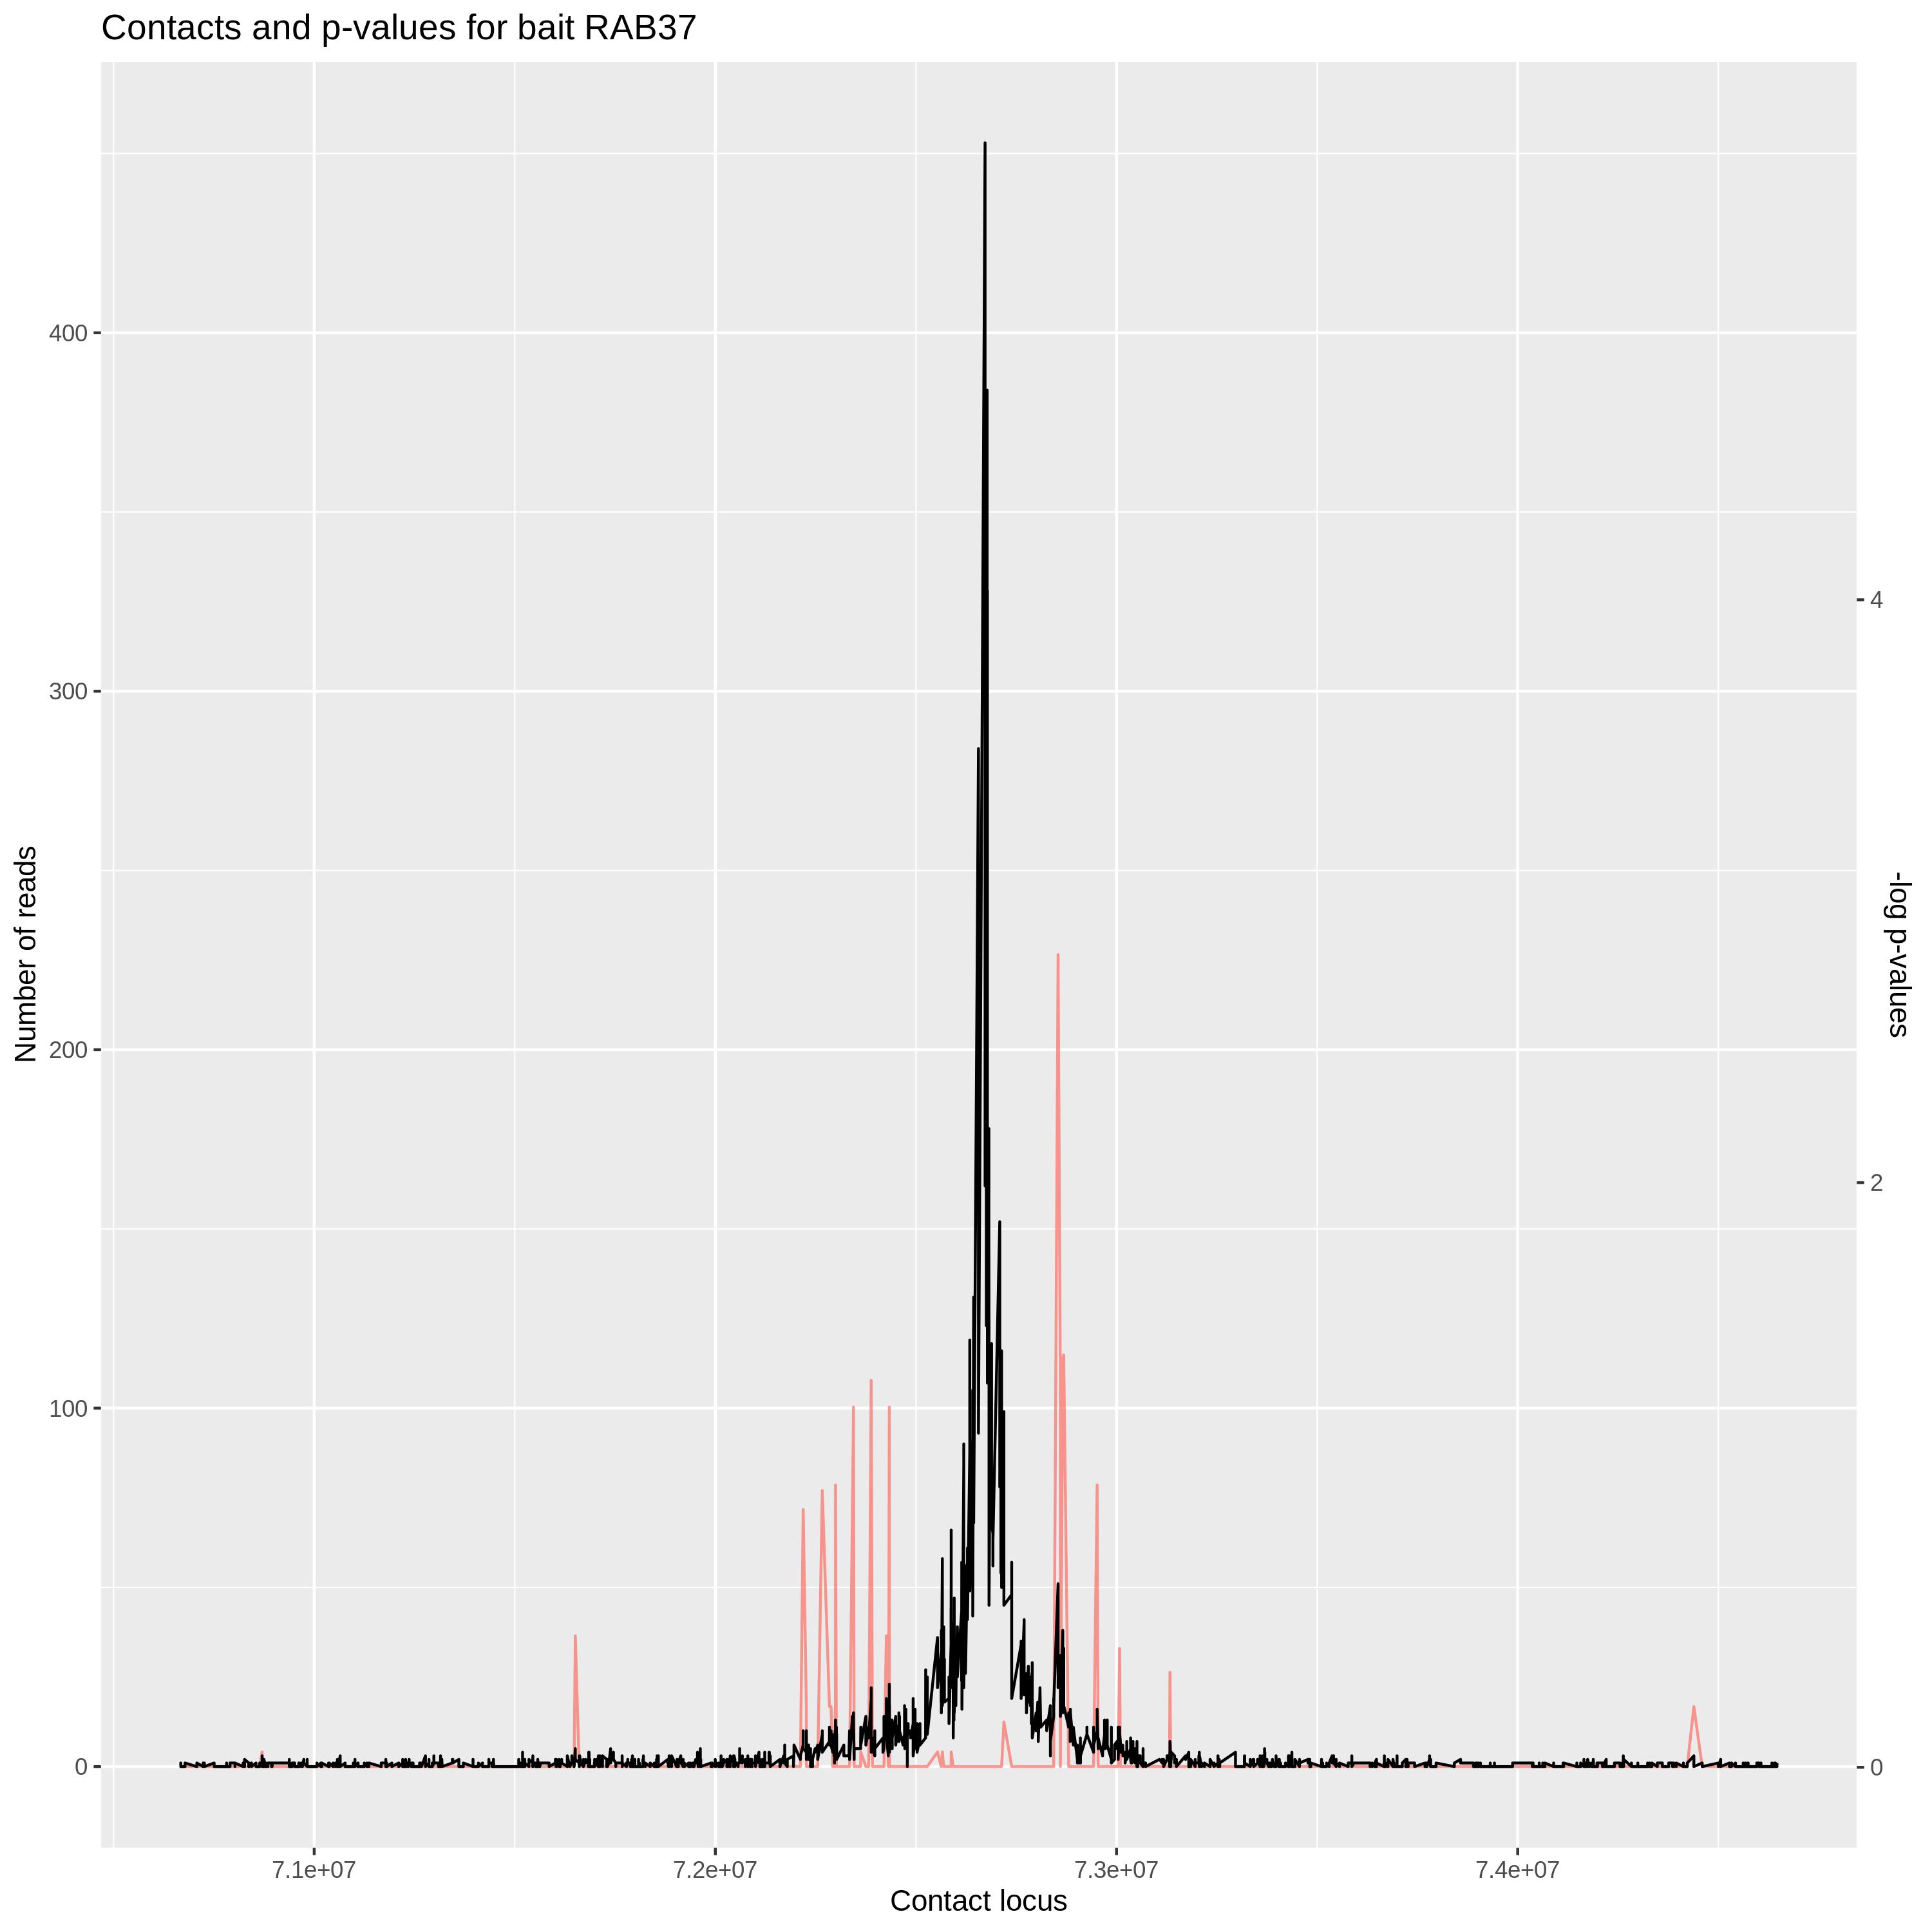 Contacts and p-values for bait RAB37
Number of reads
400
300
200
100
0
-log p-values
4
2
0
7.1e+07
7.2e+07
7.3e+07
7.4e+07
Contact locus